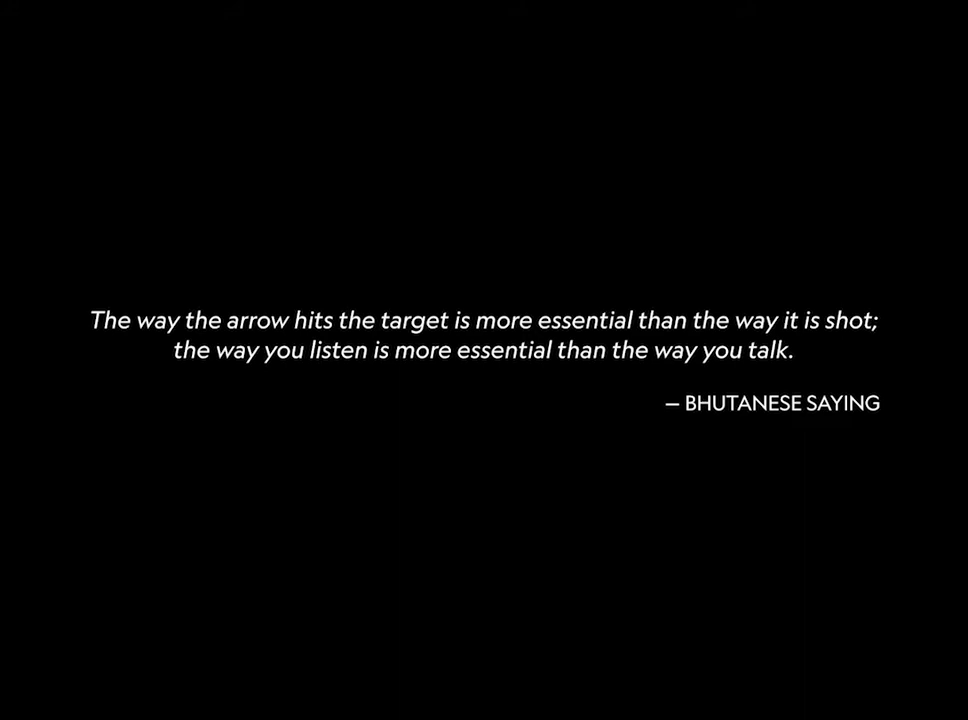 The way the arrow hits the target is more essential than the way it is shot;
the way you listen is more essential than the way you talk.
— BHUTANESE SAYING